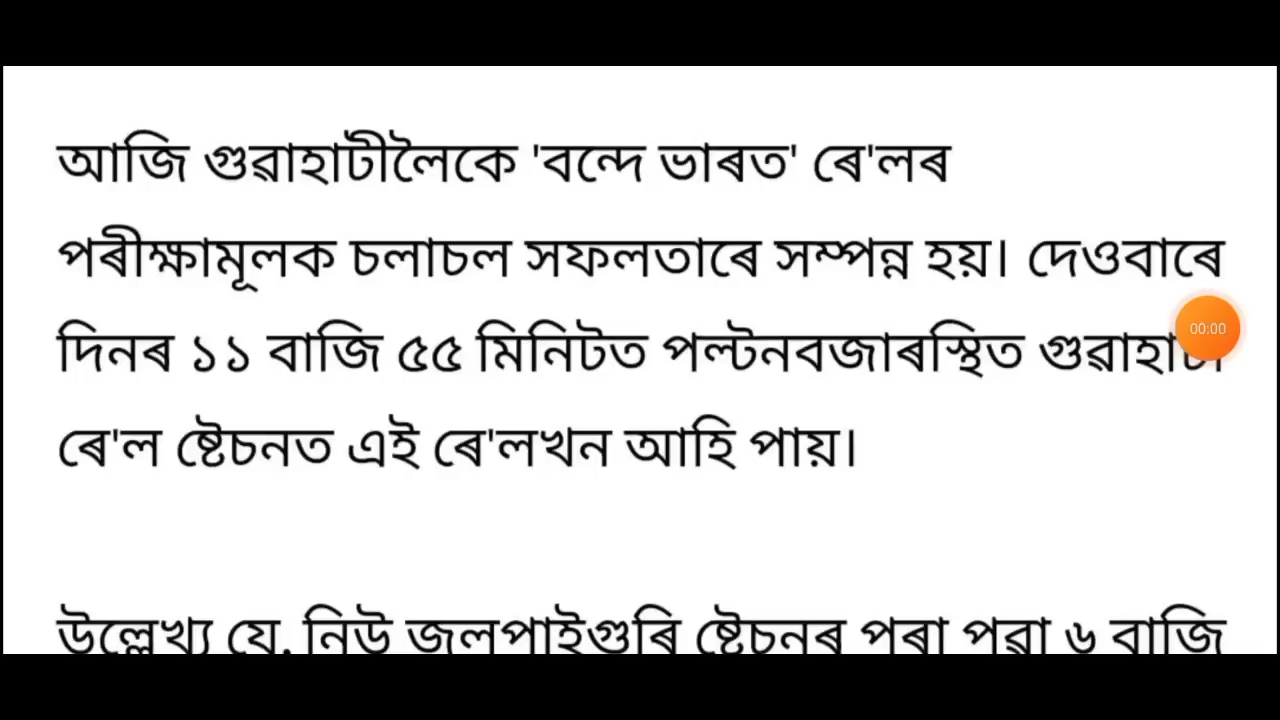 আজি গুৱাহাটীলৈকে 'বন্দে ভাৰত' ৰে'লৰ
পৰীক্ষামূলক চলাচল সফলতাৰে সম্পন্ন হয়। দেওবাৰে
দিনৰ ১১ বাজি ৫৫ মিনিটত পল্টনবজাৰস্থিত গুৱাহাটী
00:00
ৰে'ল ষ্টেচনত এই ৰে'লখন আহি পায়।
উল্লেখ্য যে, নিউ জলপাইগুৰি ষ্টেচনৰ পৰা পুৱা ৬ বাজি